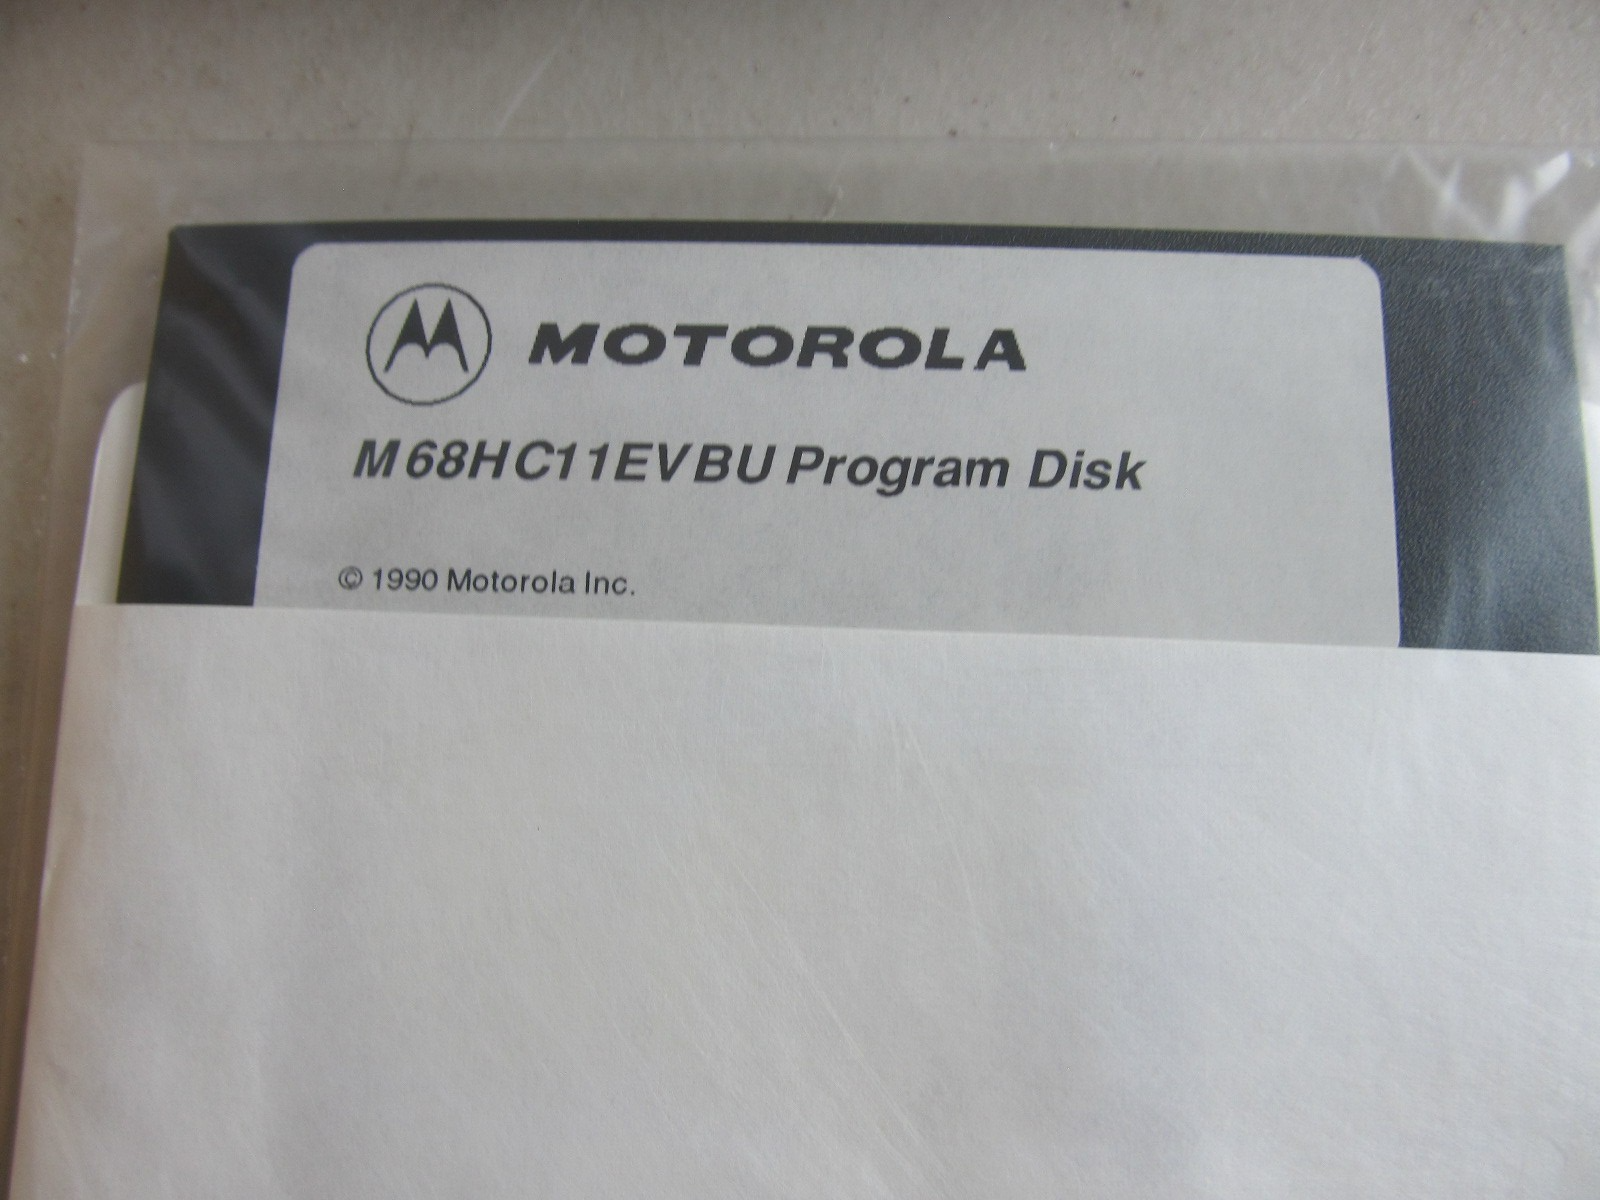 MOTOROLA
M68HC11EVBU Program Disk
© 1990 Motorola Inc.